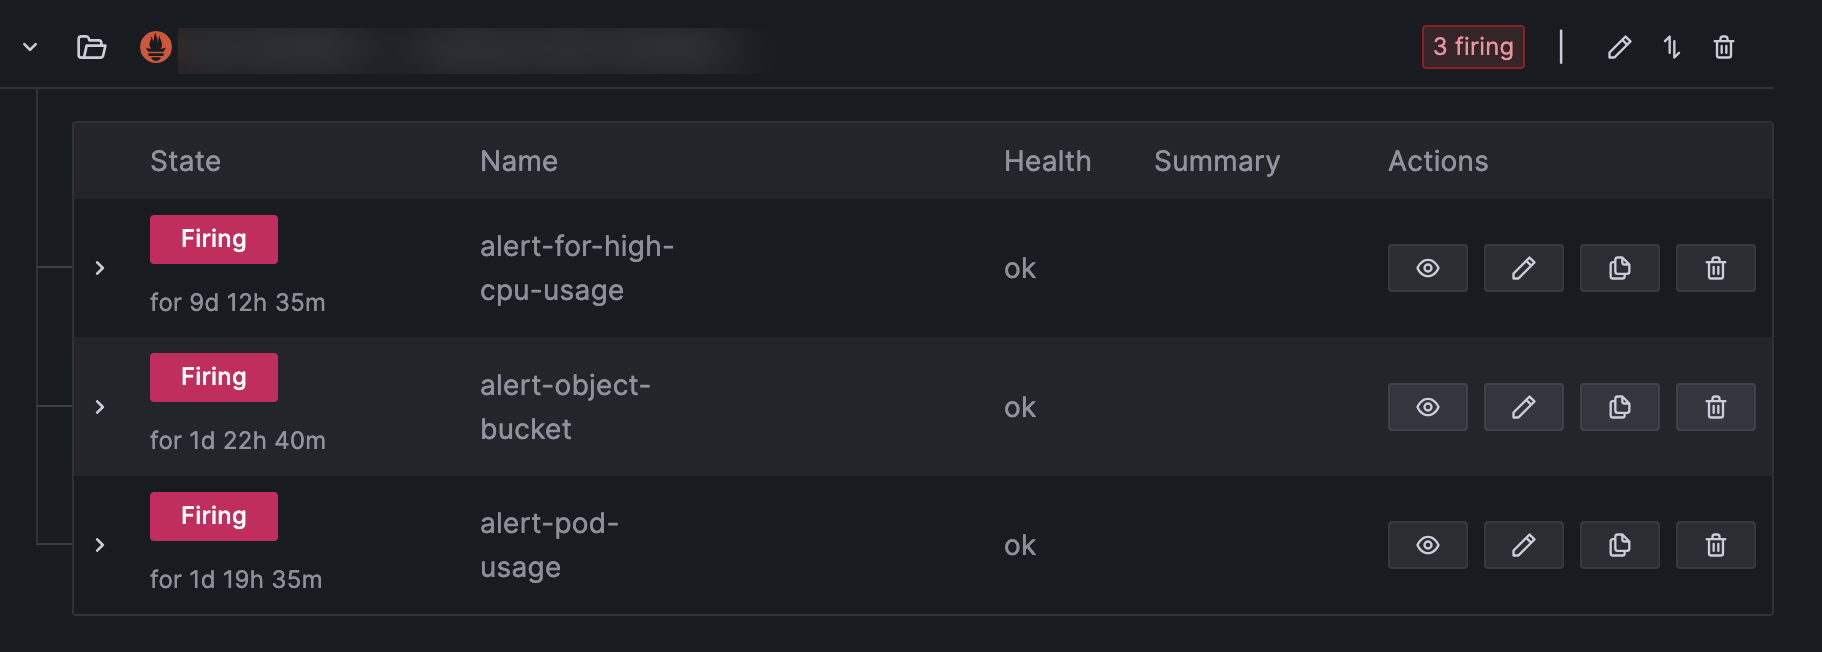 3 firing
State Name Health Summary Actions
Firing
for 9d 12h 35m
alert-for-high-
cpu-usage
ok
Firing
for 1d 22h 40m
alert-object-
bucket
ok
Firing
for 1d 19h 35m
alert-pod-
usage
ok